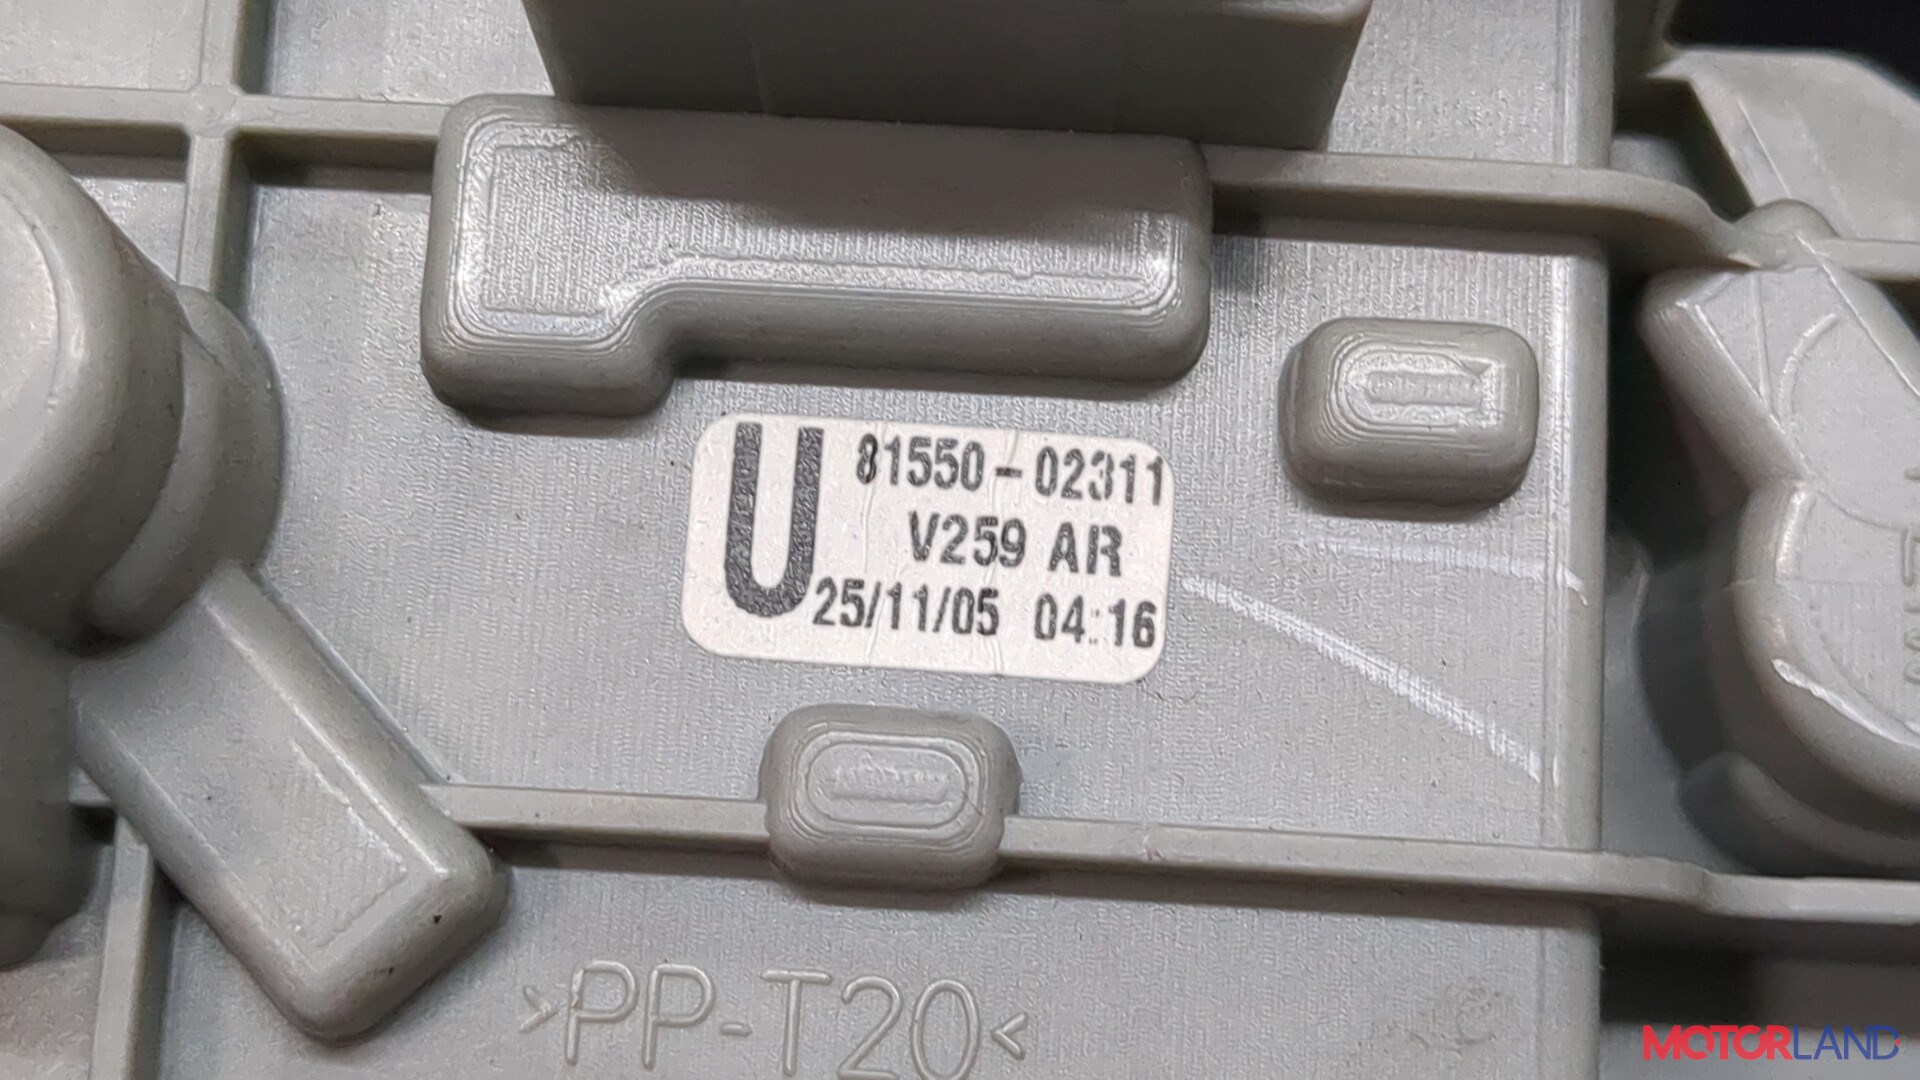 U
81550-02311
V259 AR
25/11/05 04:16
>PP-T20<
MOTORLAND